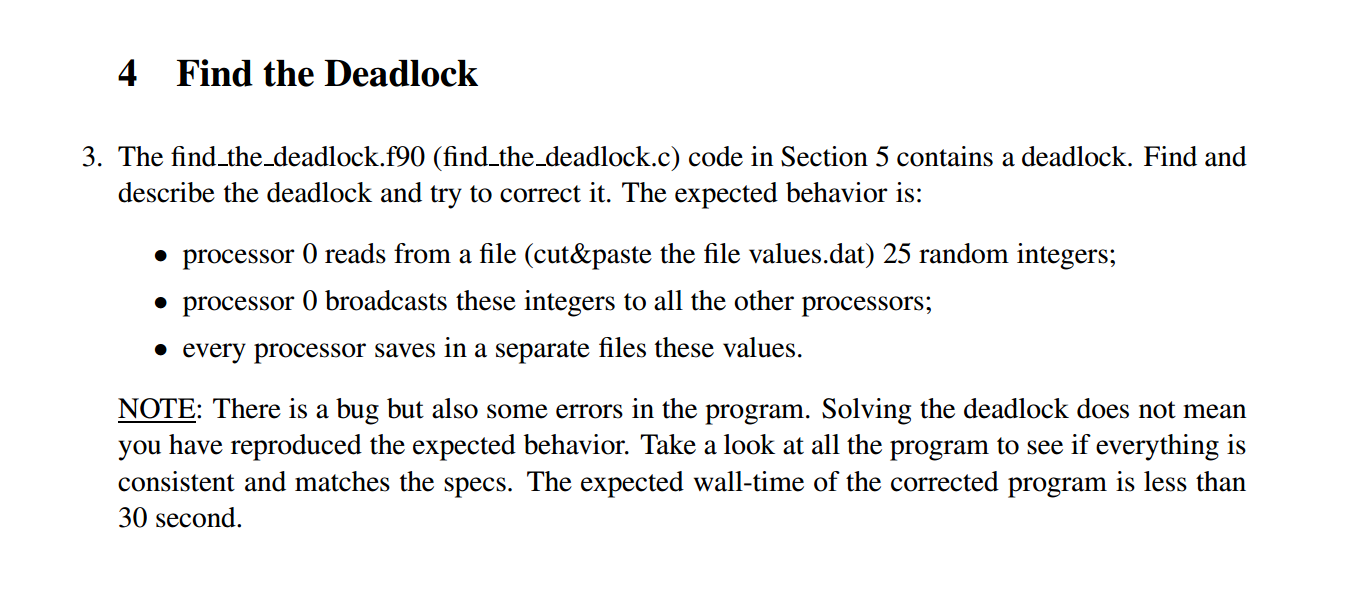 4 Find the Deadlock
3. The find_the_deadlock.f90 (find_the_deadlock.c) code in Section 5 contains a deadlock. Find and
describe the deadlock and try to correct it. The expected behavior is:
• processor 0 reads from a file (cut&paste the file values.dat) 25 random integers;
• processor 0 broadcasts these integers to all the other processors;
• every processor saves in a separate files these values.
NOTE: There is a bug but also some errors in the program. Solving the deadlock does not mean
you have reproduced the expected behavior. Take a look at all the program to see if everything is
consistent and matches the specs. The expected wall-time of the corrected program is less than
30 second.